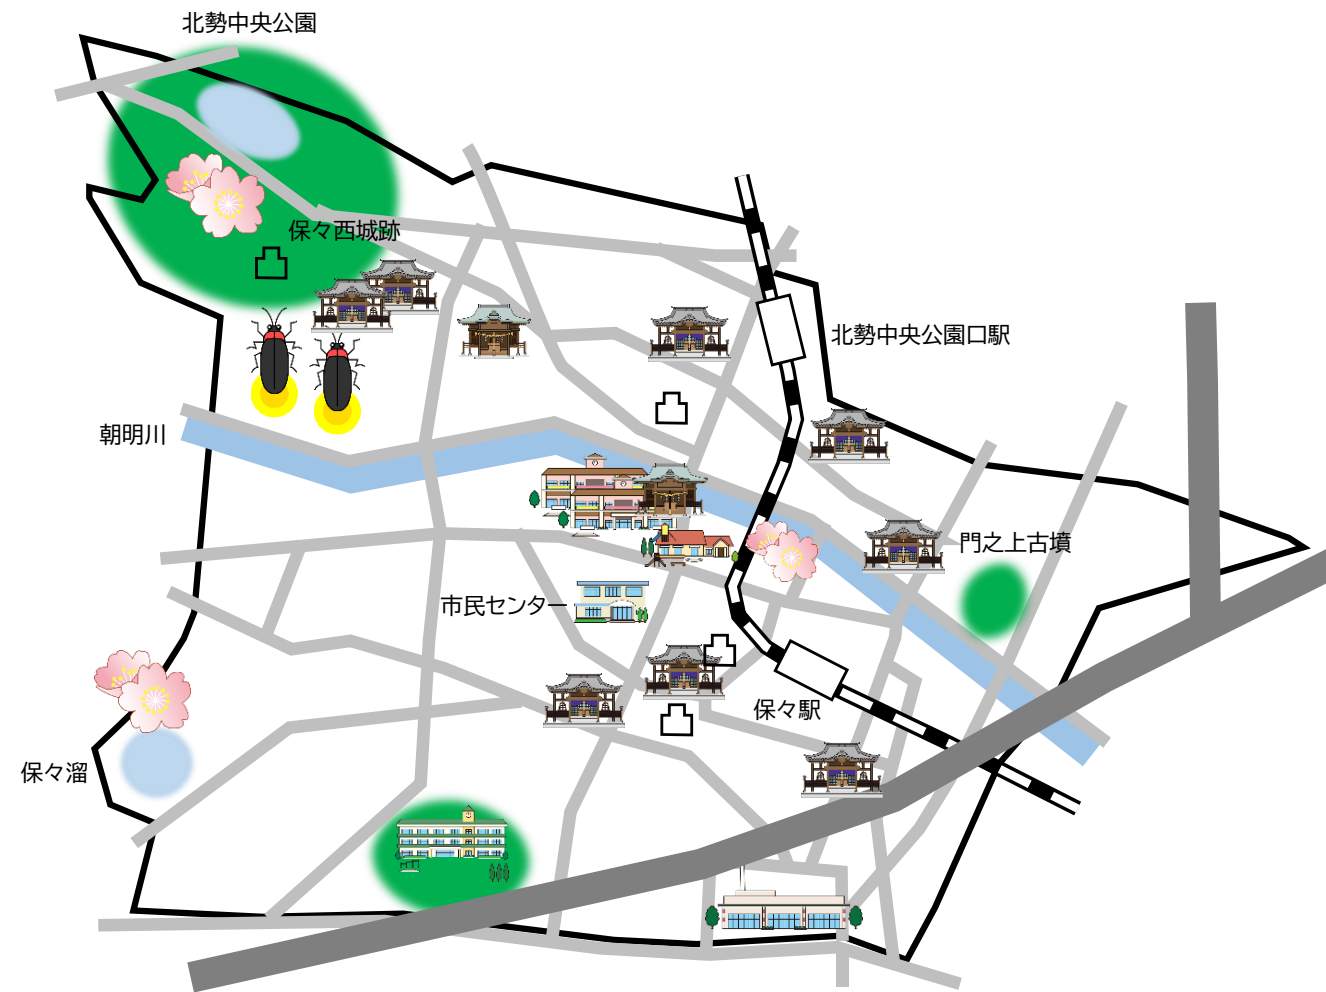 北勢中央公園
保々西城跡
北勢中央公園口駅
朝明川
門之上古墳
市民センター
保々駅
保々溜